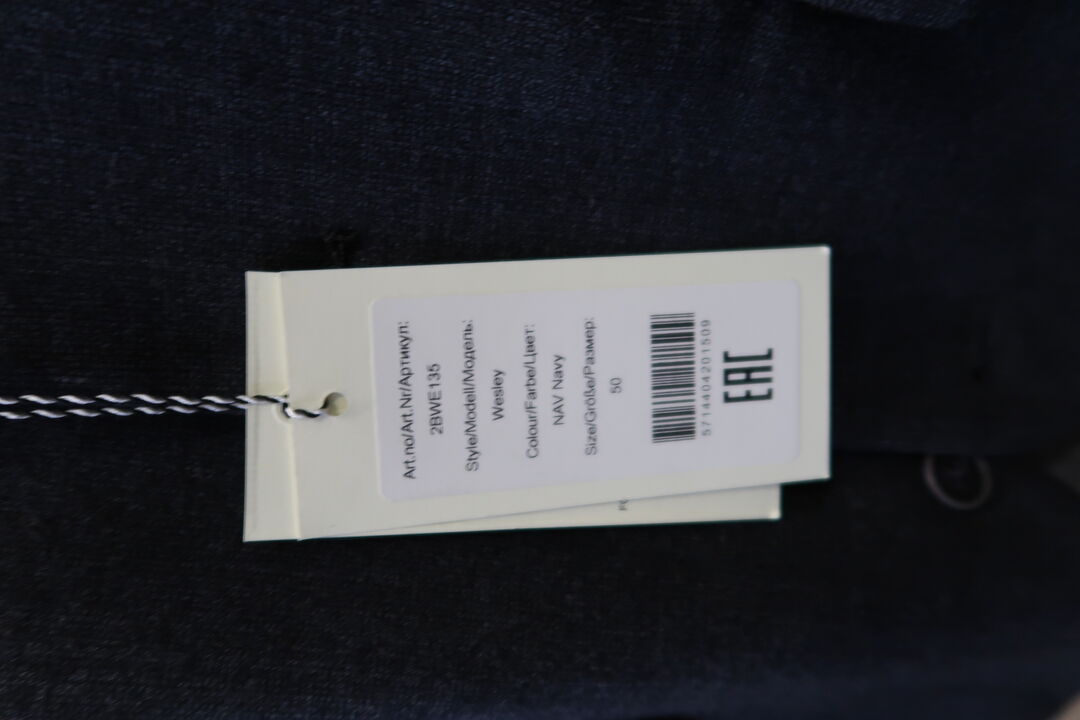 Art.no/Art.Nr/Артикул:
2BWE135
Style/Modell/Модель:
Wesley
Colour/Farbe/Цвет:
NAV Navy
Size/Größe/Размер:
50
5714404201509
EAC